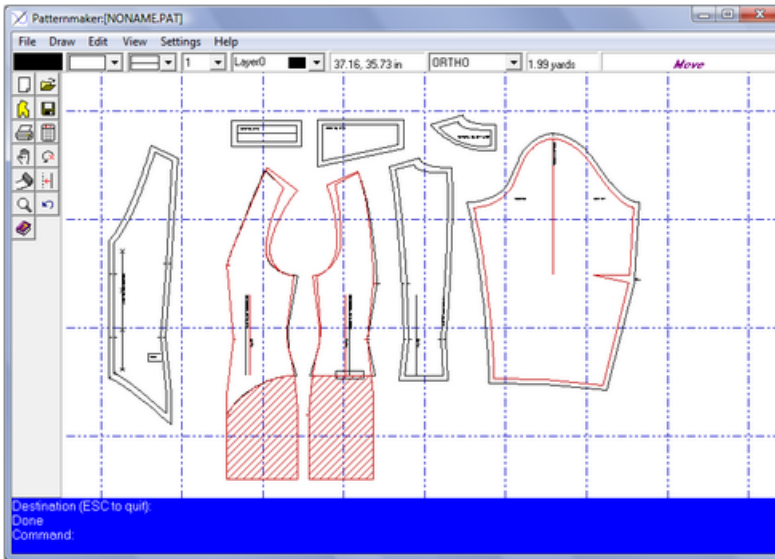 Patternmaker:[NONAME.PAT]
File Draw Edit View Settings Help
1 Layer0 37.16, 35.73 in ORTHO 1.99 yards Move
Destination (ESC to quit):
Done
Command: